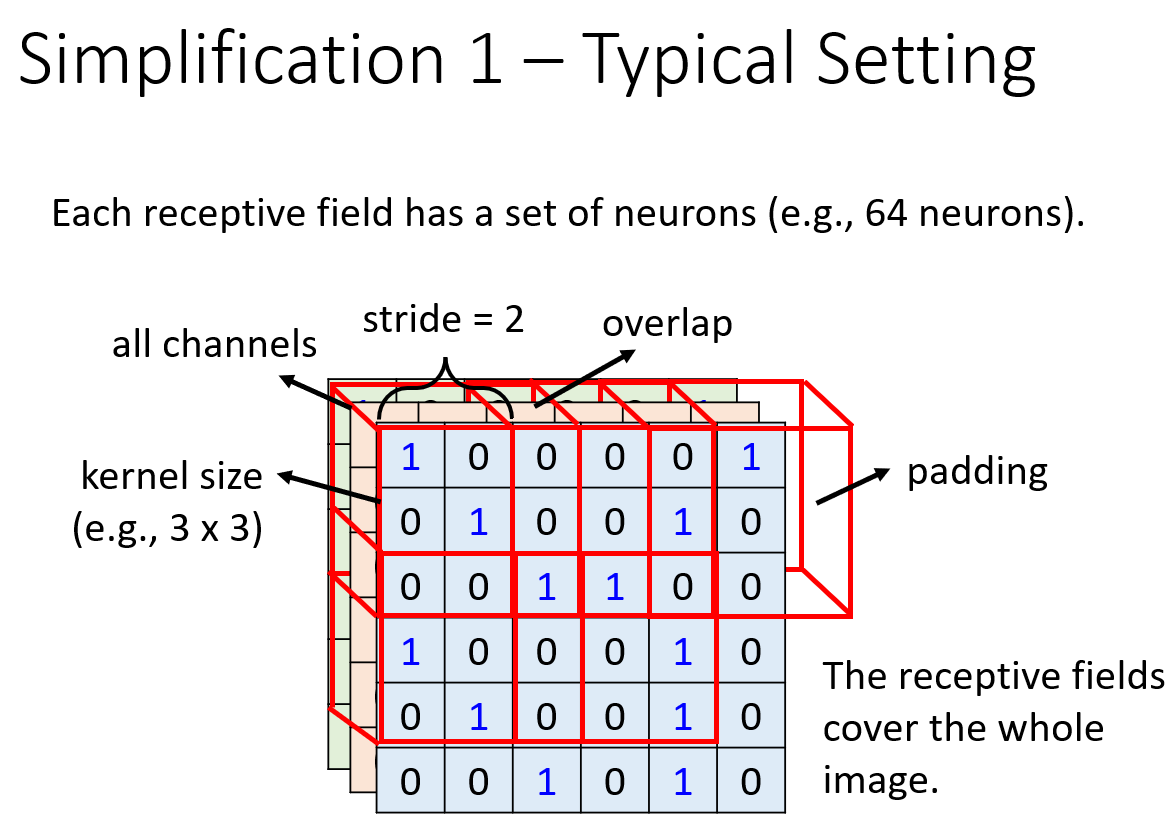 Simplification 1 – Typical Setting
Each receptive field has a set of neurons (e.g., 64 neurons).
stride = 2
overlap
all channels
kernel size
(e.g., 3 x 3)
padding
1 0 0 0 0 1
0 1 0 0 1 0
0 0 1 1 0 0
1 0 0 0 1 0
0 1 0 0 1 0
0 0 1 0 1 0
The receptive fields
cover the whole
image.